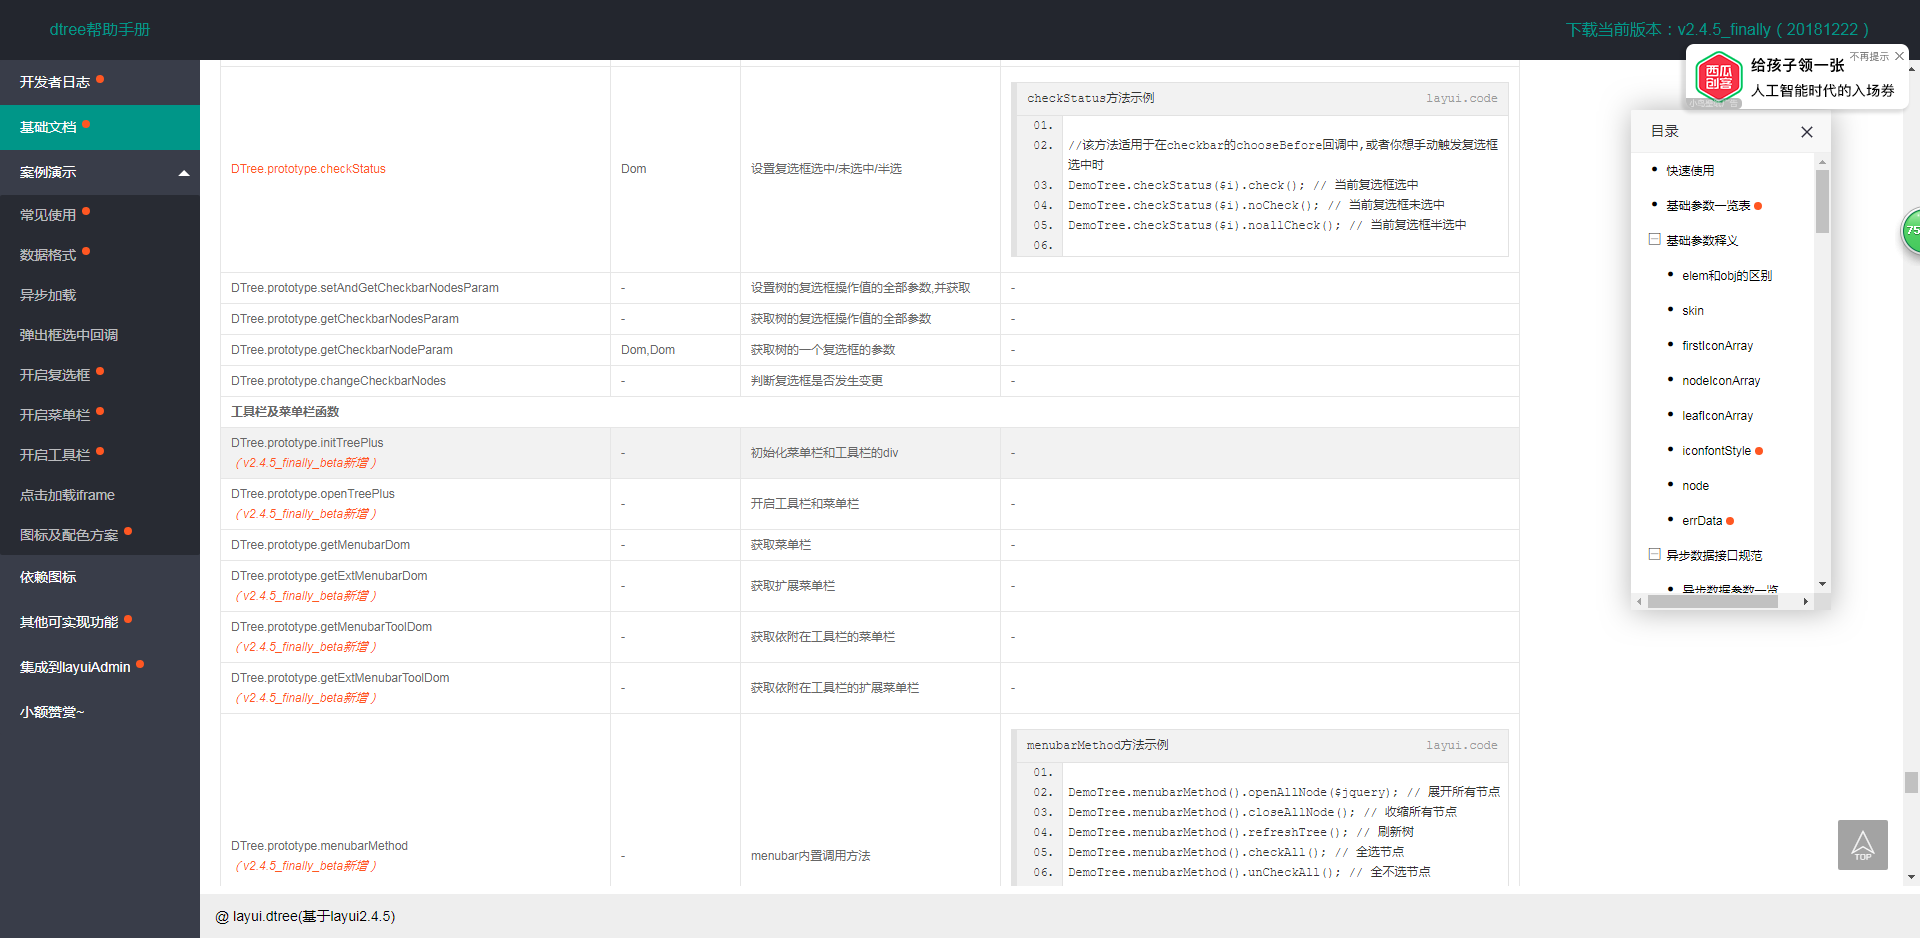 dtree帮助手册
下载当前版本：v2.4.5_finally（20181222）
不再提示
西瓜创客
给孩子领一张
人工智能时代的入场券
开发者日志
基础文档
案例演示
常见使用
数据格式
异步加载
弹出框选中回调
开启复选框
开启菜单栏
开启工具栏
点击加载iframe
图标及配色方案
依赖图标
其他可实现功能
集成到layuiAdmin
小额赞赏~
DTree.prototype.checkStatus
Dom
设置复选框选中/未选中/半选
checkStatus方法示例
layui.code
01.
02. //该方法适用于在checkbar的chooseBefore回调中,或者你想手动触发复选框
选中时
03. DemoTree.checkStatus($i).check(); // 当前复选框选中
04. DemoTree.checkStatus($i).noCheck(); // 当前复选框未选中
05. DemoTree.checkStatus($i).noallCheck(); // 当前复选框半选中
06.
DTree.prototype.setAndGetCheckbarNodesParam - 设置树的复选框操作值的全部参数,并获取 -
DTree.prototype.getCheckbarNodesParam - 获取树的复选框操作值的全部参数 -
DTree.prototype.getCheckbarNodeParam Dom,Dom 获取树的一个复选框的参数 -
DTree.prototype.changeCheckbarNodes - 判断复选框是否发生变更 -
工具栏及菜单栏函数
DTree.prototype.initTreePlus
（v2.4.5_finally_beta新增）
- 初始化菜单栏和工具栏的div -
DTree.prototype.openTreePlus
（v2.4.5_finally_beta新增）
- 开启工具栏和菜单栏 -
DTree.prototype.getMenubarDom - 获取菜单栏 -
DTree.prototype.getExtMenubarDom
（v2.4.5_finally_beta新增）
- 获取扩展菜单栏 -
DTree.prototype.getMenubarToolDom
（v2.4.5_finally_beta新增）
- 获取依附在工具栏的菜单栏 -
DTree.prototype.getExtMenubarToolDom
（v2.4.5_finally_beta新增）
- 获取依附在工具栏的扩展菜单栏 -
DTree.prototype.menubarMethod
（v2.4.5_finally_beta新增）
- menubar内置调用方法
menubarMethod方法示例
layui.code
01.
02. DemoTree.menubarMethod().openAllNode($jquery); // 展开所有节点
03. DemoTree.menubarMethod().closeAllNode(); // 收缩所有节点
04. DemoTree.menubarMethod().refreshTree(); // 刷新树
05. DemoTree.menubarMethod().checkAll(); // 全选节点
06. DemoTree.menubarMethod().unCheckAll(); // 全不选节点
目录
快速使用
基础参数一览表
基础参数释义
elem和obj的区别
skin
firstIconArray
nodeIconArray
leafIconArray
iconfontStyle
node
errData
异步数据接口规范
异步数据参数一览
75
TOP
@ layui.dtree(基于layui2.4.5)